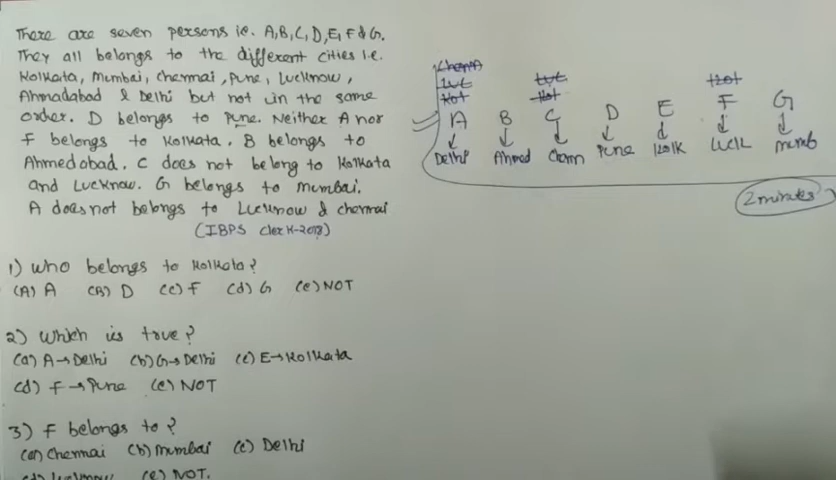 There are seven persons i.e. A,B,C,D,E,F & G.
They all belongs to the different cities i.e.
Kolkata, Mumbai, Chennai, Pune, Lucknow,
Ahmadabad & Delhi but not in the same
order. D belongs to Pune. Neither A nor
F belongs to Kolkata. B belongs to
Ahmedabad. C does not belong to Kolkata
and Lucknow. G belongs to Mumbai.
A does not belongs to Lucknow & Chennai
(IBPS Clerk-2018)
A B C D E F G
Delhi Ahmed Chenn Pune Kolk Luck Mumb
2 minutes
1) Who belongs to Kolkata?
(A) A (B) D (c) F (d) G (e) NOT
2) Which is true?
(a) A→Delhi (b) G→Delhi (c) E→Kolkata
(d) F→Pune (e) NOT
3) F belongs to?
(a) Chennai (b) Mumbai (c) Delhi
(d) Lucknow (e) NOT.